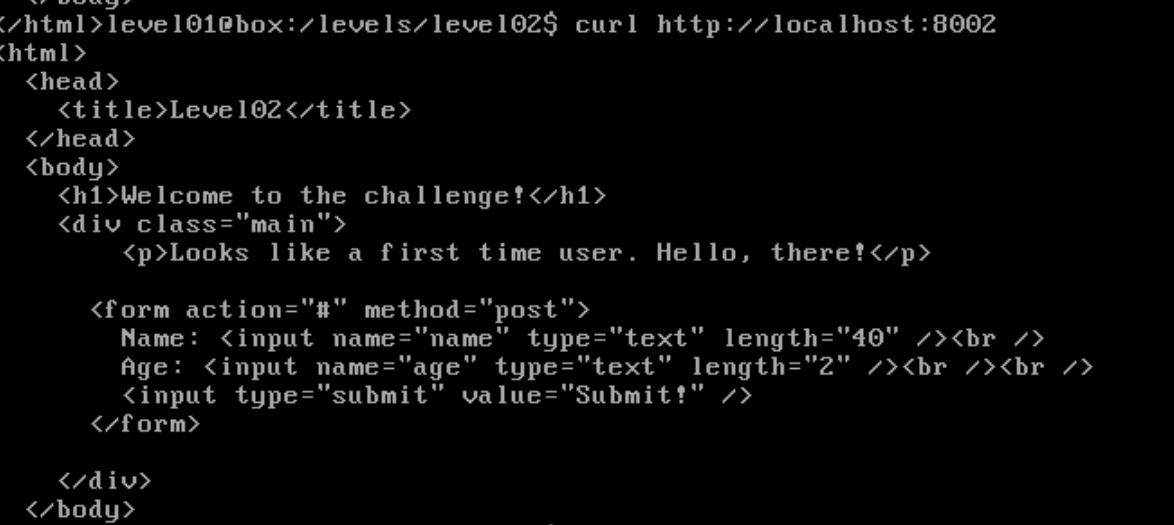 </html>level01@box:/levels/level02$ curl http://localhost:8002
<html>
  <head>
    <title>Level02</title>
  </head>
  <body>
    <h1>Welcome to the challenge!</h1>
    <div class="main">
        <p>Looks like a first time user. Hello, there!</p>

      <form action="#" method="post">
        Name: <input name="name" type="text" length="40" /><br />
        Age: <input name="age" type="text" length="2" /><br /><br />
        <input type="submit" value="Submit!" />
      </form>

    </div>
  </body>